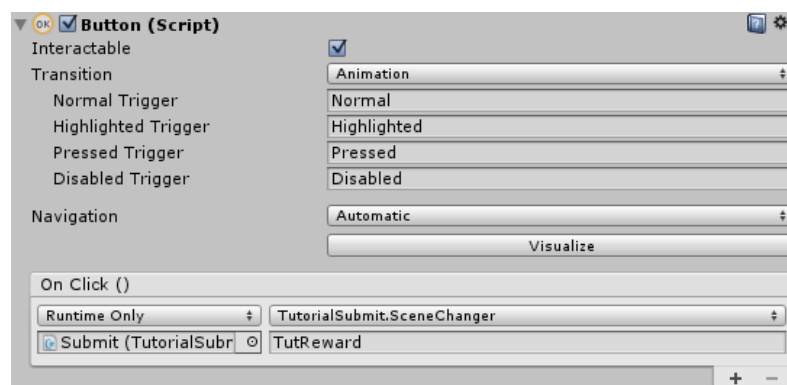 OK Button (Script)
Interactable
Transition Animation
Normal Trigger Normal
Highlighted Trigger Highlighted
Pressed Trigger Pressed
Disabled Trigger Disabled
Navigation Automatic
Visualize
On Click ()
Runtime Only TutorialSubmit.SceneChanger
Submit (TutorialSubr TutReward
+ −